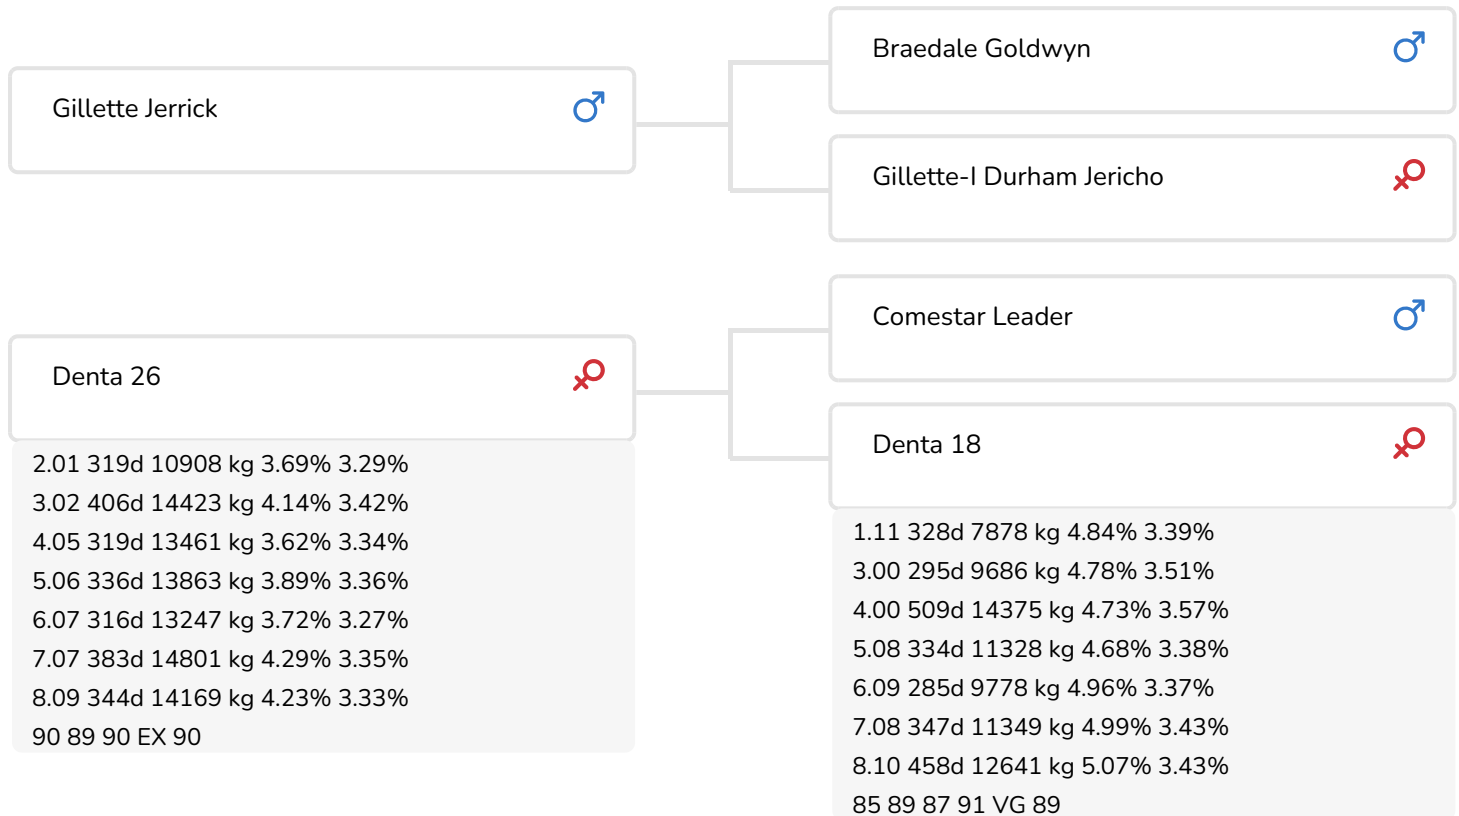 Braedale Goldwyn
Gillette Jerrick
Gillette-I Durham Jericho
Comestar Leader
Denta 26
2.01 319d 10908 kg 3.69% 3.29%
3.02 406d 14423 kg 4.14% 3.42%
4.05 319d 13461 kg 3.62% 3.34%
5.06 336d 13863 kg 3.89% 3.36%
6.07 316d 13247 kg 3.72% 3.27%
7.07 383d 14801 kg 4.29% 3.35%
8.09 344d 14169 kg 4.23% 3.33%
90 89 90 EX 90
Denta 18
1.11 328d 7878 kg 4.84% 3.39%
3.00 295d 9686 kg 4.78% 3.51%
4.00 509d 14375 kg 4.73% 3.57%
5.08 334d 11328 kg 4.68% 3.38%
6.09 285d 9778 kg 4.96% 3.37%
7.08 347d 11349 kg 4.99% 3.43%
8.10 458d 12641 kg 5.07% 3.43%
85 89 87 91 VG 89